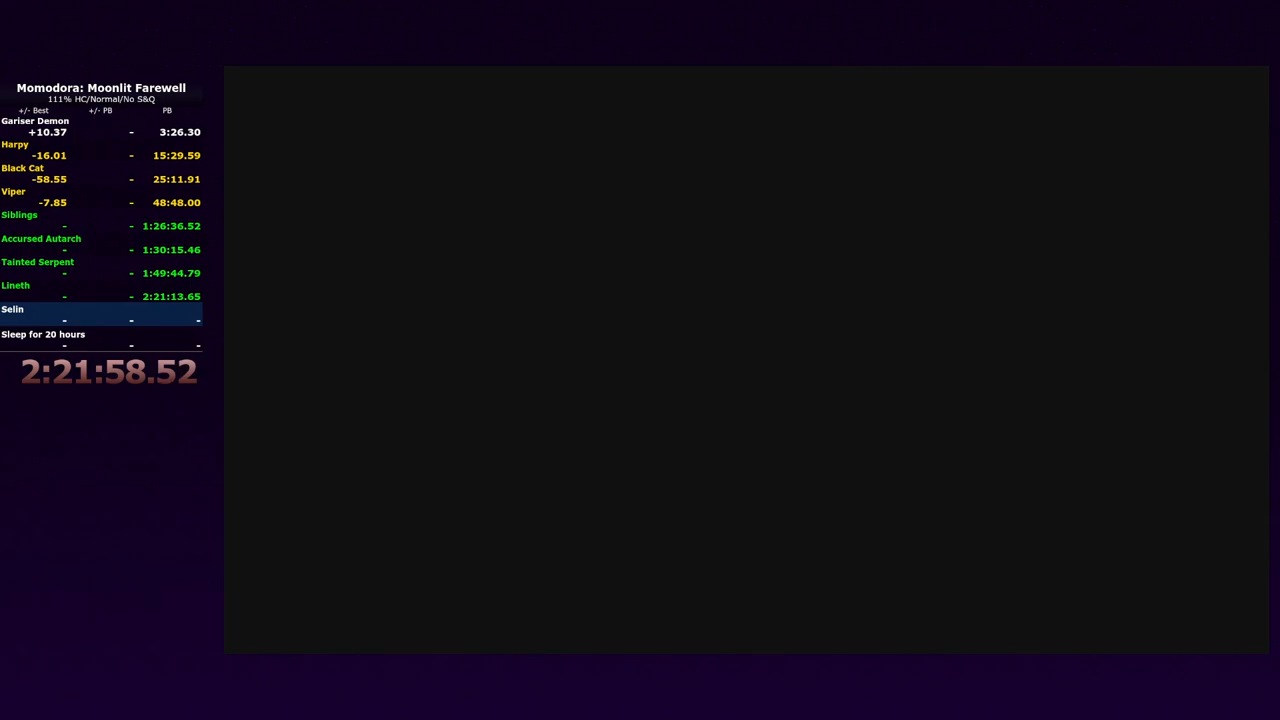 Momodora: Moonlit Farewell
111% HC/Normal/No S&Q
+/- Best +/- PB PB
Gariser Demon
+10.37 - 3:26.30
Harpy
-16.01 - 15:29.59
Black Cat
-58.55 - 25:11.91
Viper
-7.85 - 48:48.00
Siblings
- - 1:26:36.52
Accursed Autarch
- - 1:30:15.46
Tainted Serpent
- - 1:49:44.79
Lineth
- - 2:21:13.65
Selin
- - -
Sleep for 20 hours
- - -
2:21:58.52